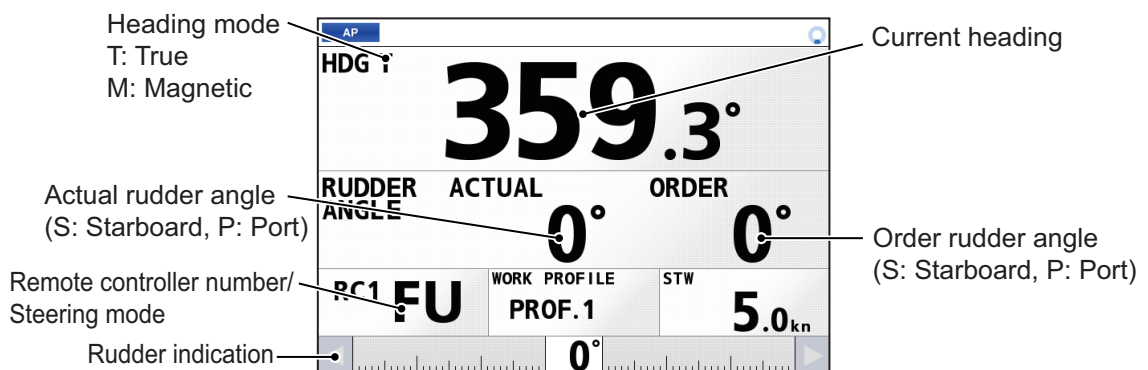 Heading mode
T: True
M: Magnetic
AP
HDG T
359.3°
Current heading
RUDDER ANGLE
ACTUAL
0°
ORDER
0°
Actual rudder angle
(S: Starboard, P: Port)
Order rudder angle
(S: Starboard, P: Port)
Remote controller number/
Steering mode
RC1 FU
WORK PROFILE
PROF.1
STW
5.0kn
Rudder indication
0°